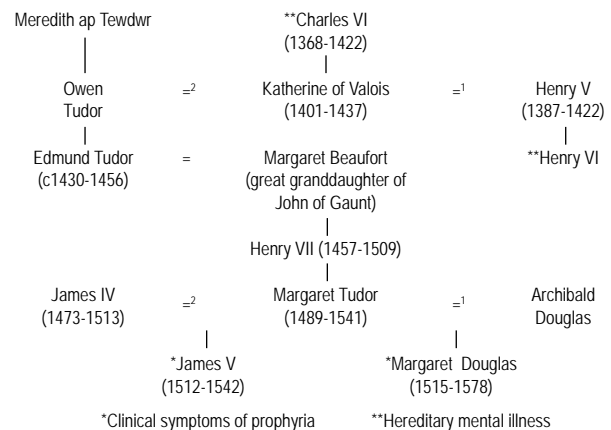 Meredith ap Tewdwr **Charles VI
(1368-1422)
Owen =2 Katherine of Valois =1 Henry V
Tudor (1401-1437) (1387-1422)
Edmund Tudor = Margaret Beaufort **Henry VI
(c1430-1456) (great granddaughter of
John of Gaunt)
Henry VII (1457-1509)
James IV =2 Margaret Tudor =1 Archibald
(1473-1513) (1489-1541) Douglas
*James V *Margaret Douglas
(1512-1542) (1515-1578)
*Clinical symptoms of prophyria **Hereditary mental illness